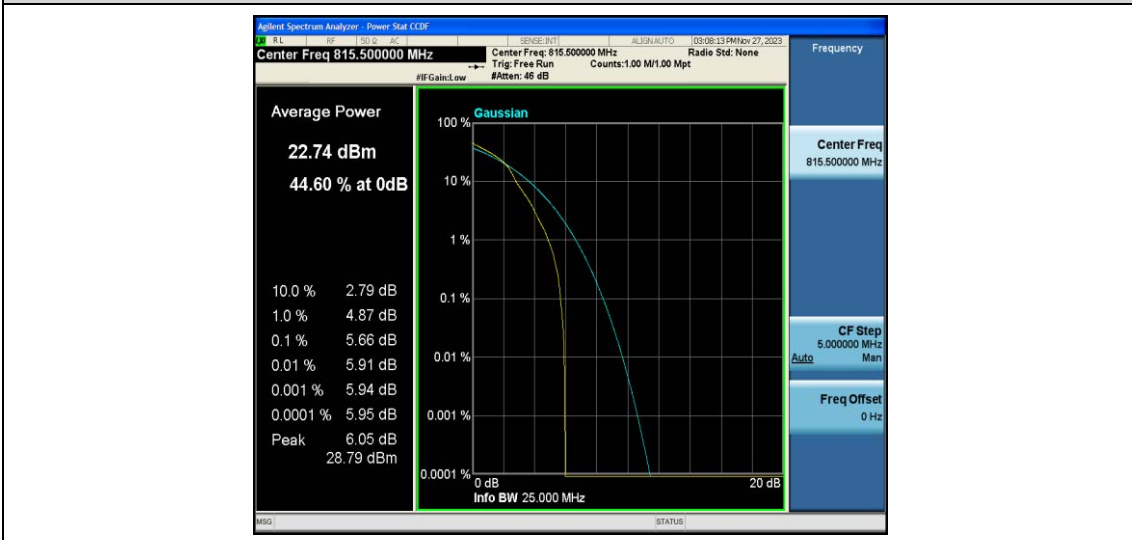 Agilent Spectrum Analyzer - Power Stat CCDF
RL RF 50 Ω AC SENSE:INT ALIGN AUTO 03:08:13 PM Nov 27, 2023
Center Freq 815.500000 MHz
Center Freq: 815.500000 MHz Radio Std: None
Trig: Free Run Counts:1.00 M/1.00 Mpt
#IFGain:Low #Atten: 46 dB
Frequency
Average Power
22.74 dBm
44.60 % at 0dB
10.0 % 2.79 dB
1.0 % 4.87 dB
0.1 % 5.66 dB
0.01 % 5.91 dB
0.001 % 5.94 dB
0.0001 % 5.95 dB
Peak 6.05 dB
28.79 dBm
Gaussian
100 %
10 %
1 %
0.1 %
0.01 %
0.001 %
0.0001 %
0 dB 20 dB
Info BW 25.000 MHz
Center Freq
815.500000 MHz
CF Step
5.000000 MHz
Auto Man
Freq Offset
0 Hz
MSG STATUS